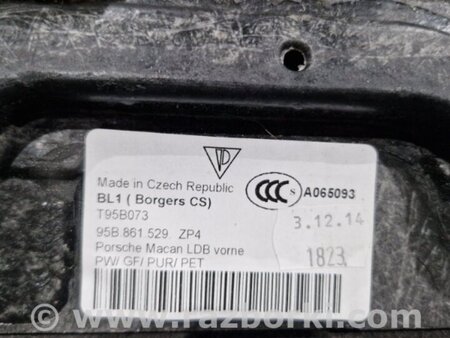 VP
Made in Czech Republic
BL1 ( Borgers CS)
T95B073
95B.861.529. ZP4
Porsche Macan LDB vorne
PW/ GF/ PUR/ PET
CCC S A065093
3.12.14
1823
www.razborki.com